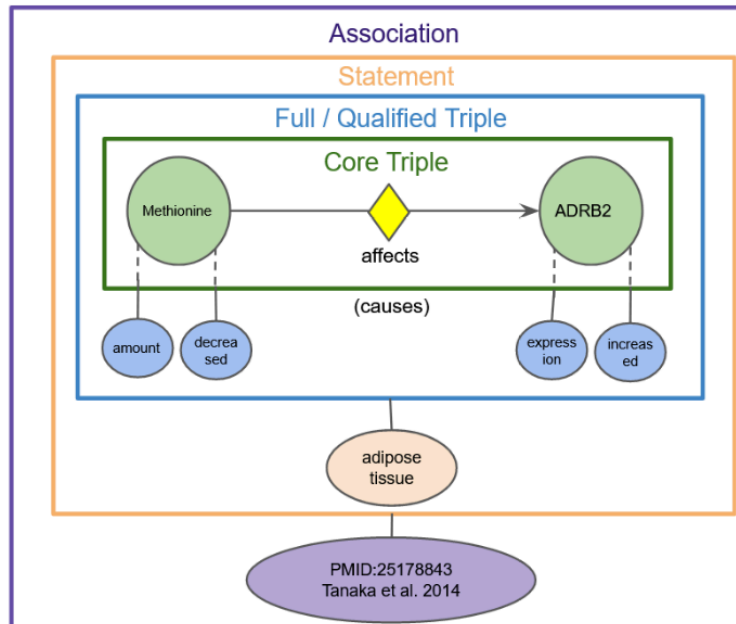 Association
Statement
Full / Qualified Triple
Core Triple
Methionine
ADRB2
affects
(causes)
amount
decrea
sed
express
ion
increas
ed
adipose
tissue
PMID:25178843
Tanaka et al. 2014